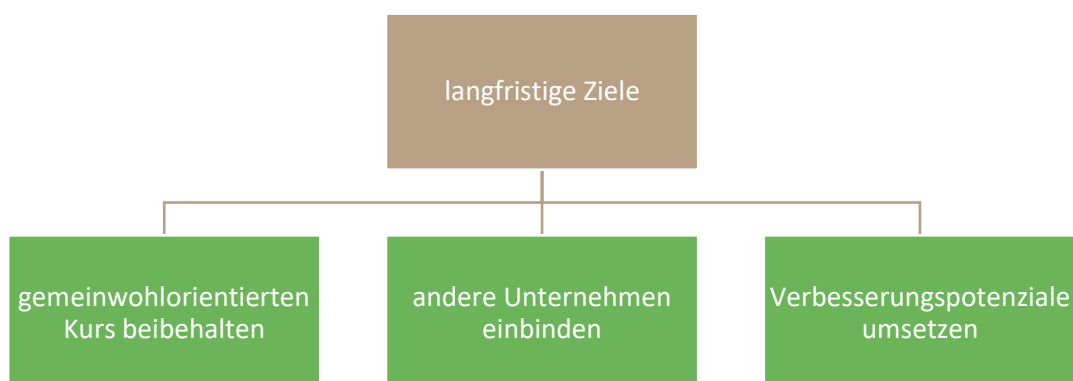 langfristige Ziele
gemeinwohlorientierten
Kurs beibehalten
andere Unternehmen
einbinden
Verbesserungspotenziale
umsetzen